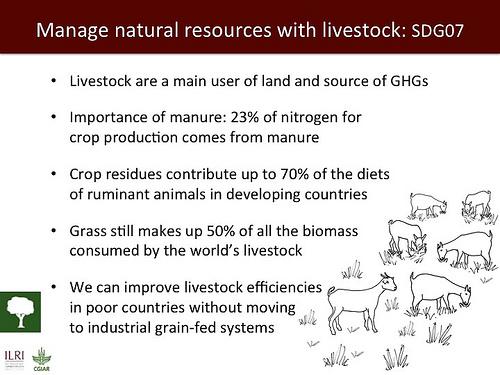 Manage natural resources with livestock: SDG07
• Livestock are a main user of land and source of GHGs
• Importance of manure: 23% of nitrogen for
crop production comes from manure
• Crop residues contribute up to 70% of the diets
of ruminant animals in developing countries
• Grass still makes up 50% of all the biomass
consumed by the world's livestock
• We can improve livestock efficiencies
in poor countries without moving
to industrial grain-fed systems
ILRI
CGIAR